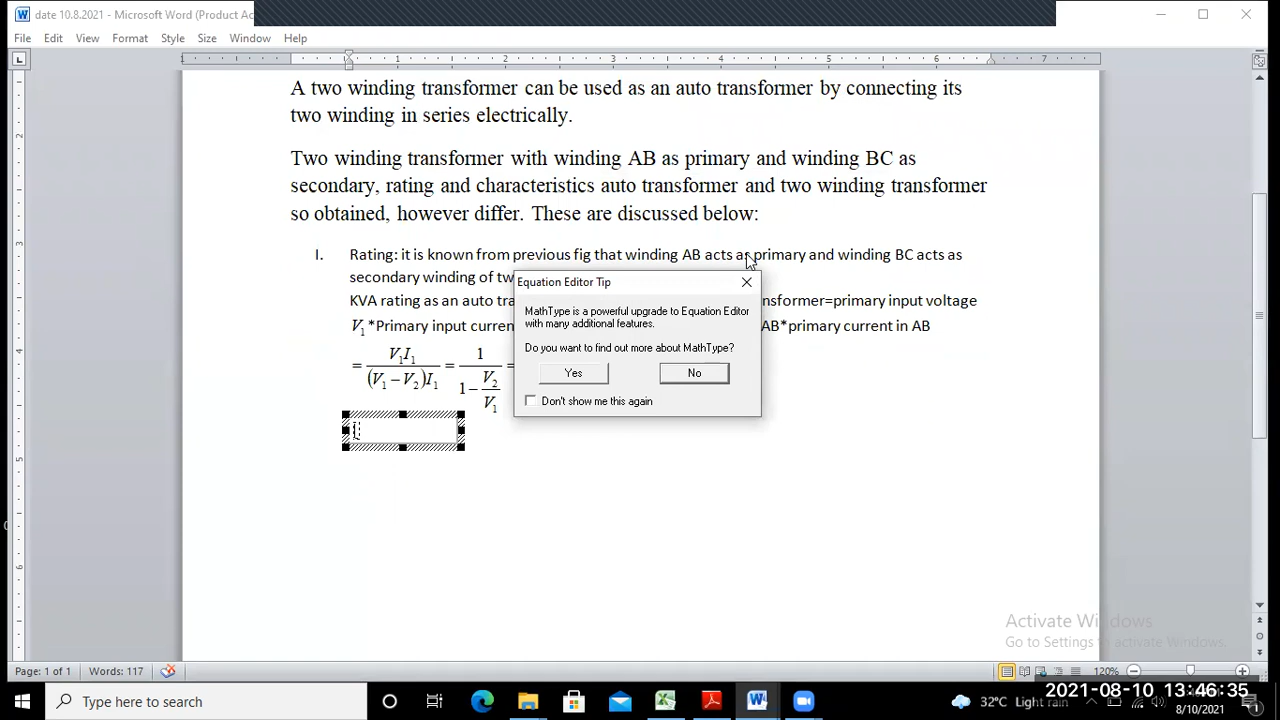 date 10.8.2021 - Microsoft Word (Product Ac
File Edit View Format Style Size Window Help
1 1 2 3 4 5 6 7
A two winding transformer can be used as an auto transformer by connecting its
two winding in series electrically.
Two winding transformer with winding AB as primary and winding BC as
secondary, rating and characteristics auto transformer and two winding transformer
so obtained, however differ. These are discussed below:
I. Rating: it is known from previous fig that winding AB acts as primary and winding BC acts as
secondary winding of tw
KVA rating as an auto tra
nsformer=primary input voltage
V₁ *Primary input curren
AB*primary current in AB
= V₁I₁ / (V₁ − V₂)I₁ = 1 / (1 − V₂/V₁) =
Equation Editor Tip
MathType is a powerful upgrade to Equation Editor
with many additional features.
Do you want to find out more about MathType?
Yes No
Don't show me this again
Activate Windows
Go to Settings to activate Windows.
Page: 1 of 1 Words: 117 120%
Type here to search
32°C Light rain
2021-08-10 13:46:35
8/10/2021